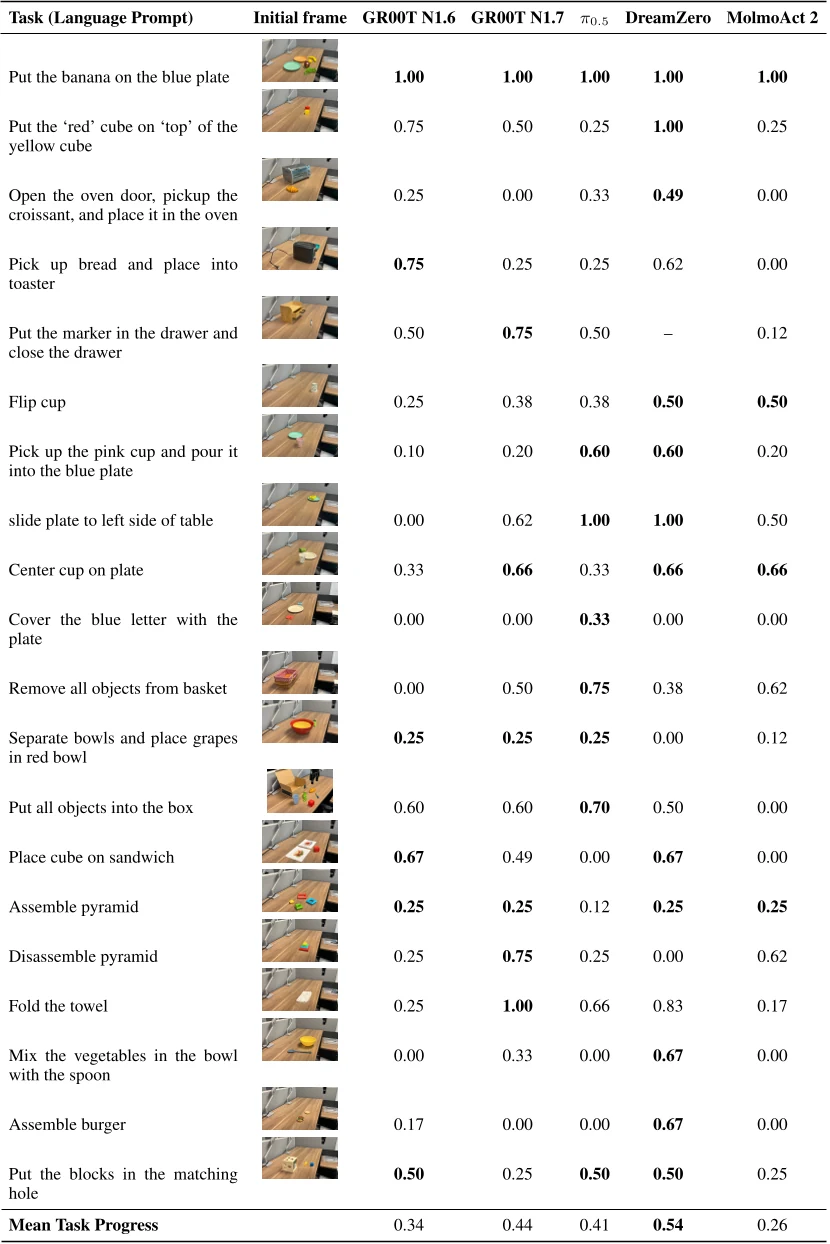 Task (Language Prompt) Initial frame GR00T N1.6 GR00T N1.7 π0.5 DreamZero MolmoAct 2
Put the banana on the blue plate 1.00 1.00 1.00 1.00 1.00
Put the ‘red’ cube on ‘top’ of the 0.75 0.50 0.25 1.00 0.25
yellow cube
Open the oven door, pickup the 0.25 0.00 0.33 0.49 0.00
croissant, and place it in the oven
Pick up bread and place into 0.75 0.25 0.25 0.62 0.00
toaster
Put the marker in the drawer and 0.50 0.75 0.50 – 0.12
close the drawer
Flip cup 0.25 0.38 0.38 0.50 0.50
Pick up the pink cup and pour it 0.10 0.20 0.60 0.60 0.20
into the blue plate
slide plate to left side of table 0.00 0.62 1.00 1.00 0.50
Center cup on plate 0.33 0.66 0.33 0.66 0.66
Cover the blue letter with the 0.00 0.00 0.33 0.00 0.00
plate
Remove all objects from basket 0.00 0.50 0.75 0.38 0.62
Separate bowls and place grapes 0.25 0.25 0.25 0.00 0.12
in red bowl
Put all objects into the box 0.60 0.60 0.70 0.50 0.00
Place cube on sandwich 0.67 0.49 0.00 0.67 0.00
Assemble pyramid 0.25 0.25 0.12 0.25 0.25
Disassemble pyramid 0.25 0.75 0.25 0.00 0.62
Fold the towel 0.25 1.00 0.66 0.83 0.17
Mix the vegetables in the bowl 0.00 0.33 0.00 0.67 0.00
with the spoon
Assemble burger 0.17 0.00 0.00 0.67 0.00
Put the blocks in the matching 0.50 0.25 0.50 0.50 0.25
hole
Mean Task Progress 0.34 0.44 0.41 0.54 0.26